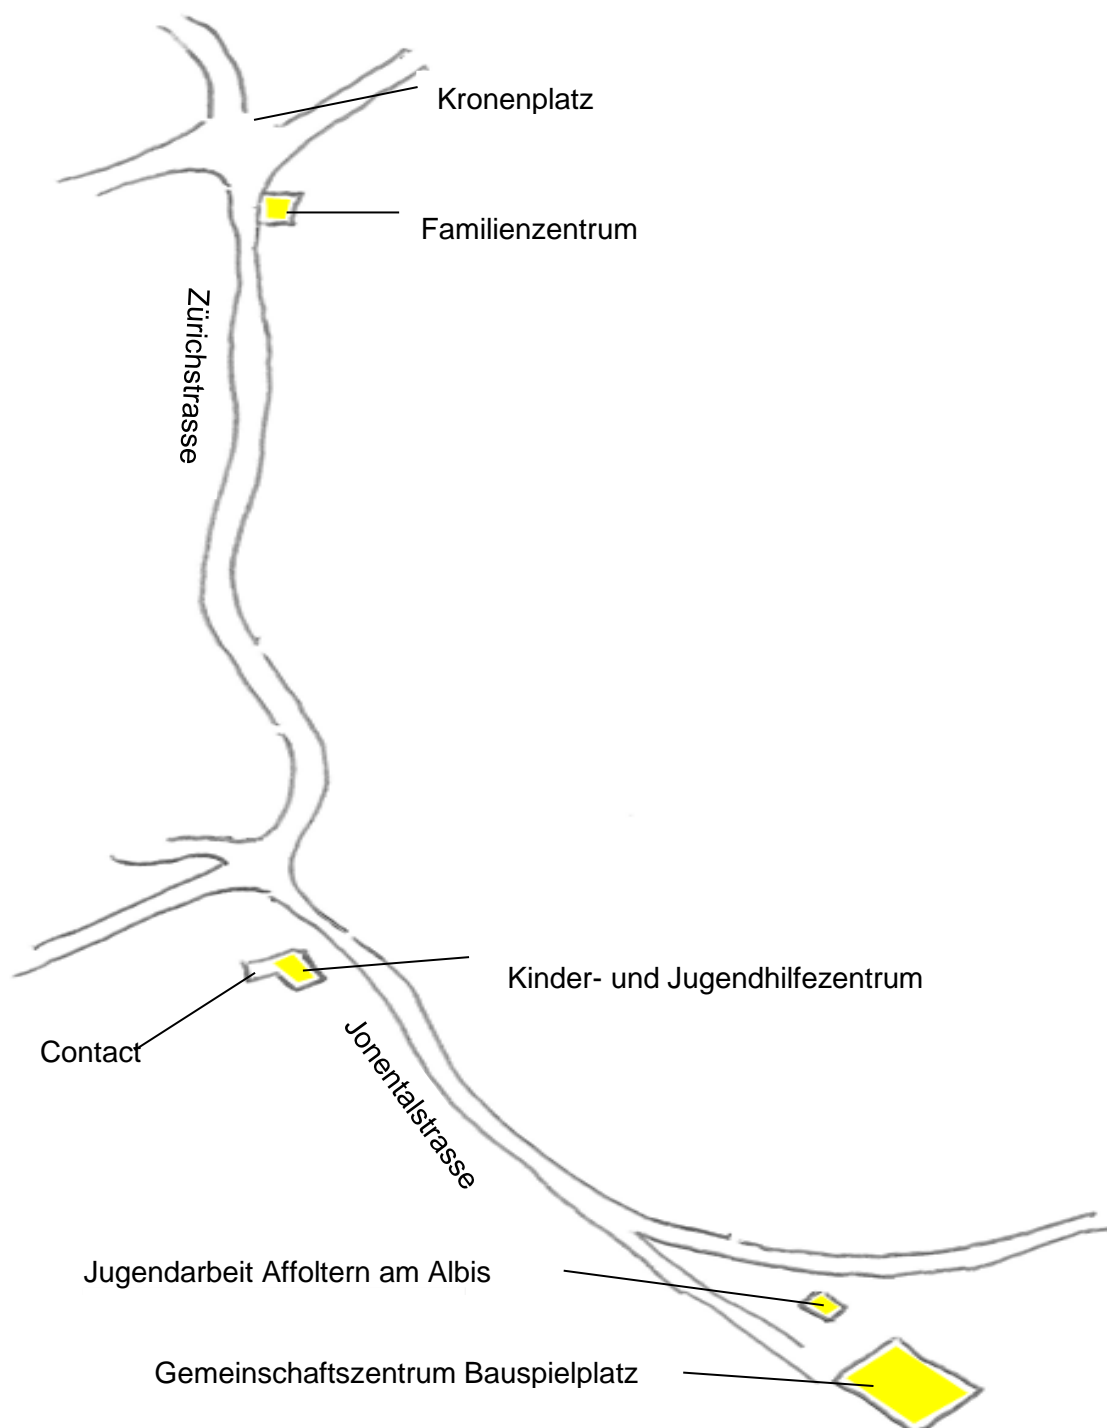 Kronenplatz
Familienzentrum
Zürichstrasse
Kinder- und Jugendhilfezentrum
Contact
Jonentalstrasse
Jugendarbeit Affoltern am Albis
Gemeinschaftszentrum Bauspielplatz